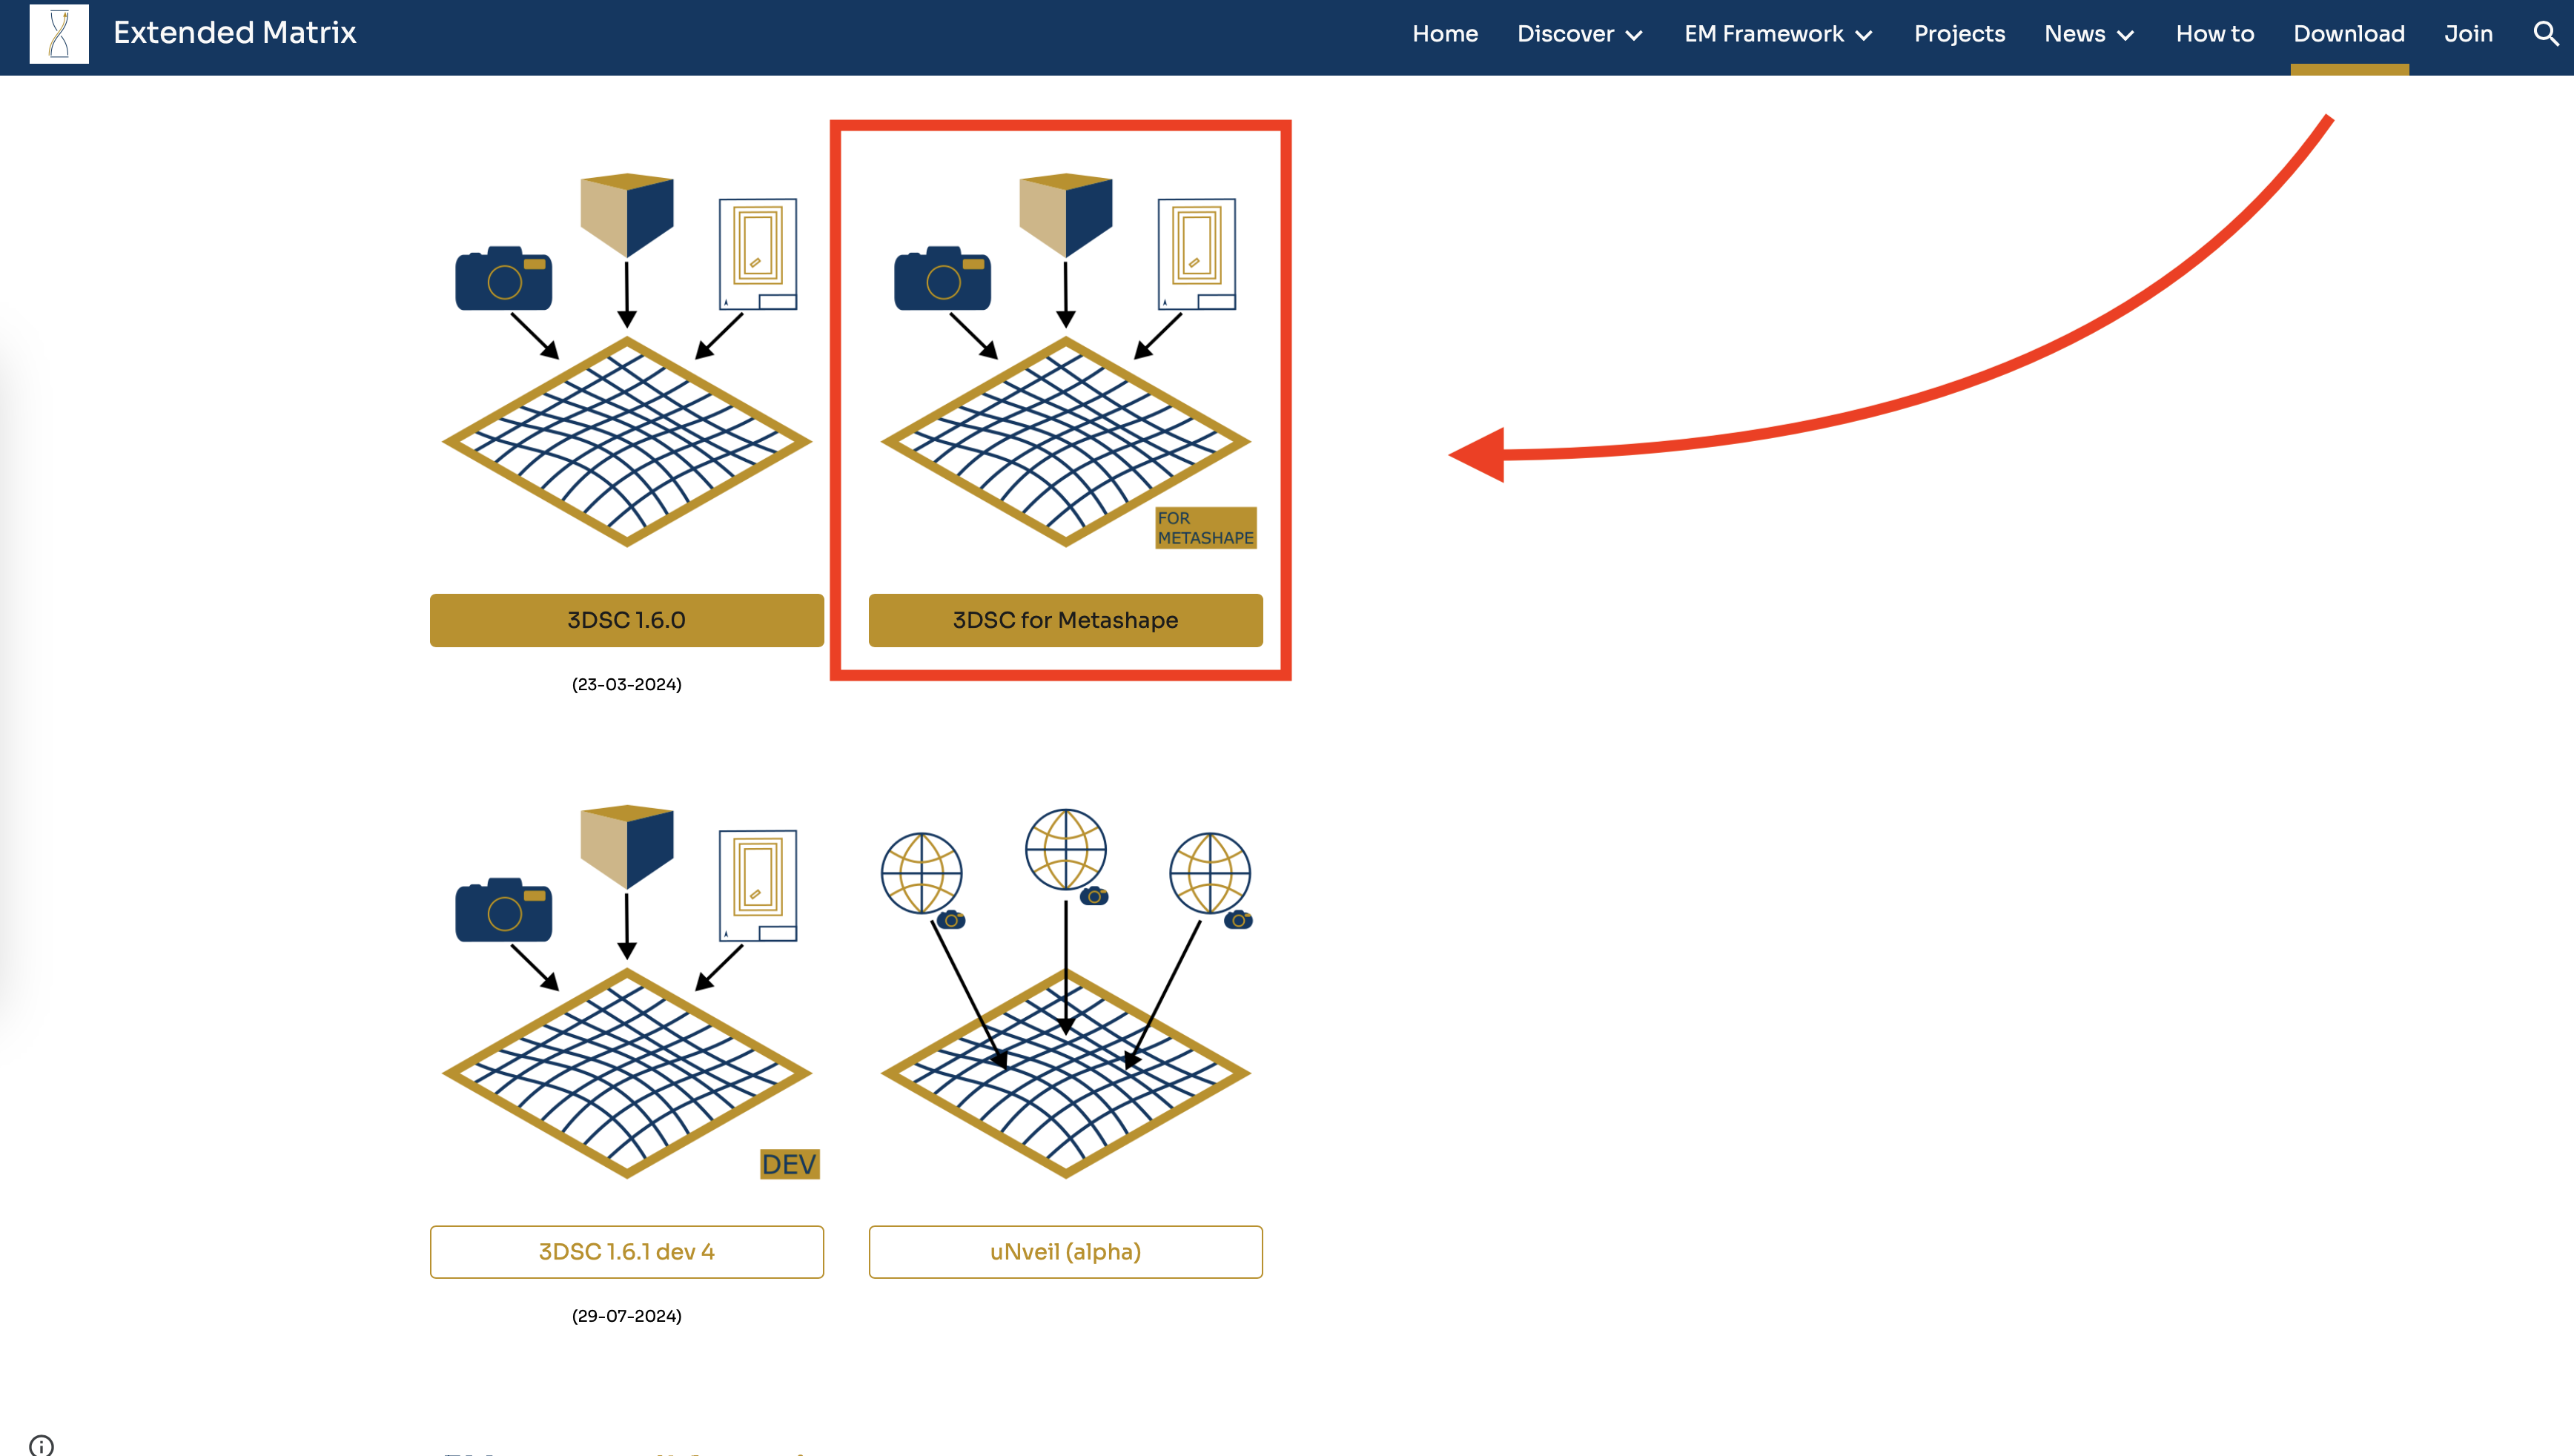 Extended Matrix
Home Discover EM Framework Projects News How to Download Join
FOR
METASHAPE
3DSC 1.6.0
3DSC for Metashape
(23-03-2024)
DEV
3DSC 1.6.1 dev 4
uNveil (alpha)
(29-07-2024)